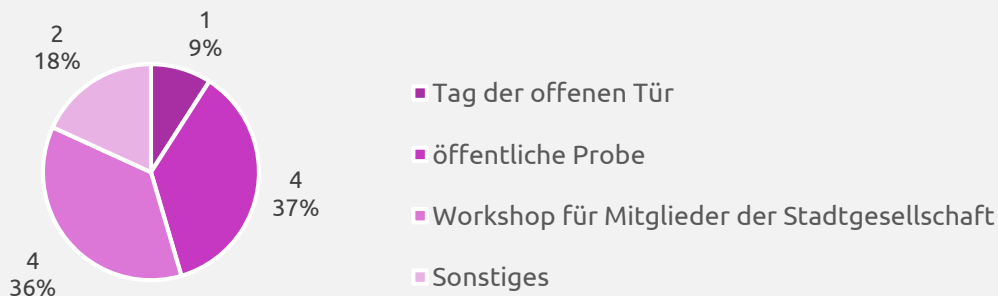 1
9%
2
18%
4
37%
4
36%
Tag der offenen Tür
öffentliche Probe
Workshop für Mitglieder der Stadtgesellschaft
Sonstiges